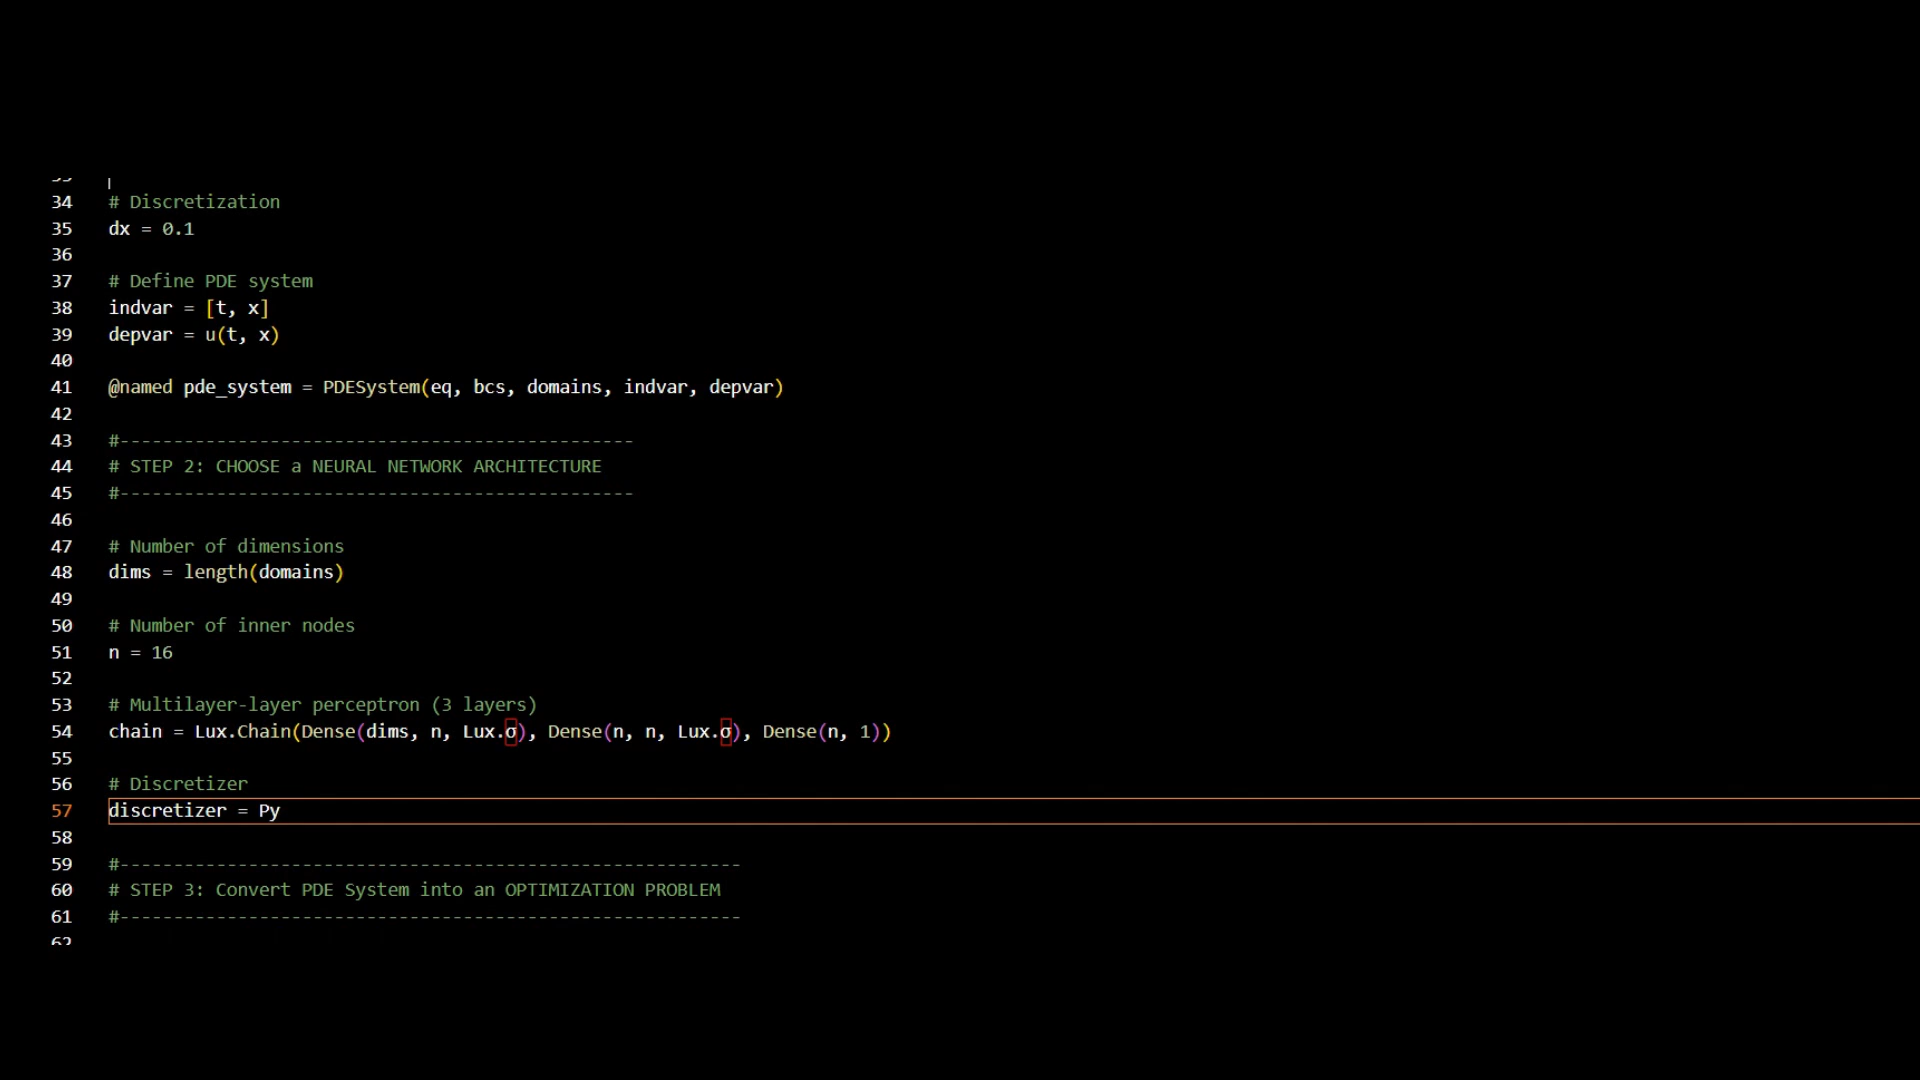 34 # Discretization
35 dx = 0.1
36
37 # Define PDE system
38 indvar = [t, x]
39 depvar = u(t, x)
40
41 @named pde_system = PDESystem(eq, bcs, domains, indvar, depvar)
42
43 #------------------------------------------------
44 # STEP 2: CHOOSE a NEURAL NETWORK ARCHITECTURE
45 #------------------------------------------------
46
47 # Number of dimensions
48 dims = length(domains)
49
50 # Number of inner nodes
51 n = 16
52
53 # Multilayer-layer perceptron (3 layers)
54 chain = Lux.Chain(Dense(dims, n, Lux.σ), Dense(n, n, Lux.σ), Dense(n, 1))
55
56 # Discretizer
57 discretizer = Py
58
59 #----------------------------------------------------------
60 # STEP 3: Convert PDE System into an OPTIMIZATION PROBLEM
61 #----------------------------------------------------------
62